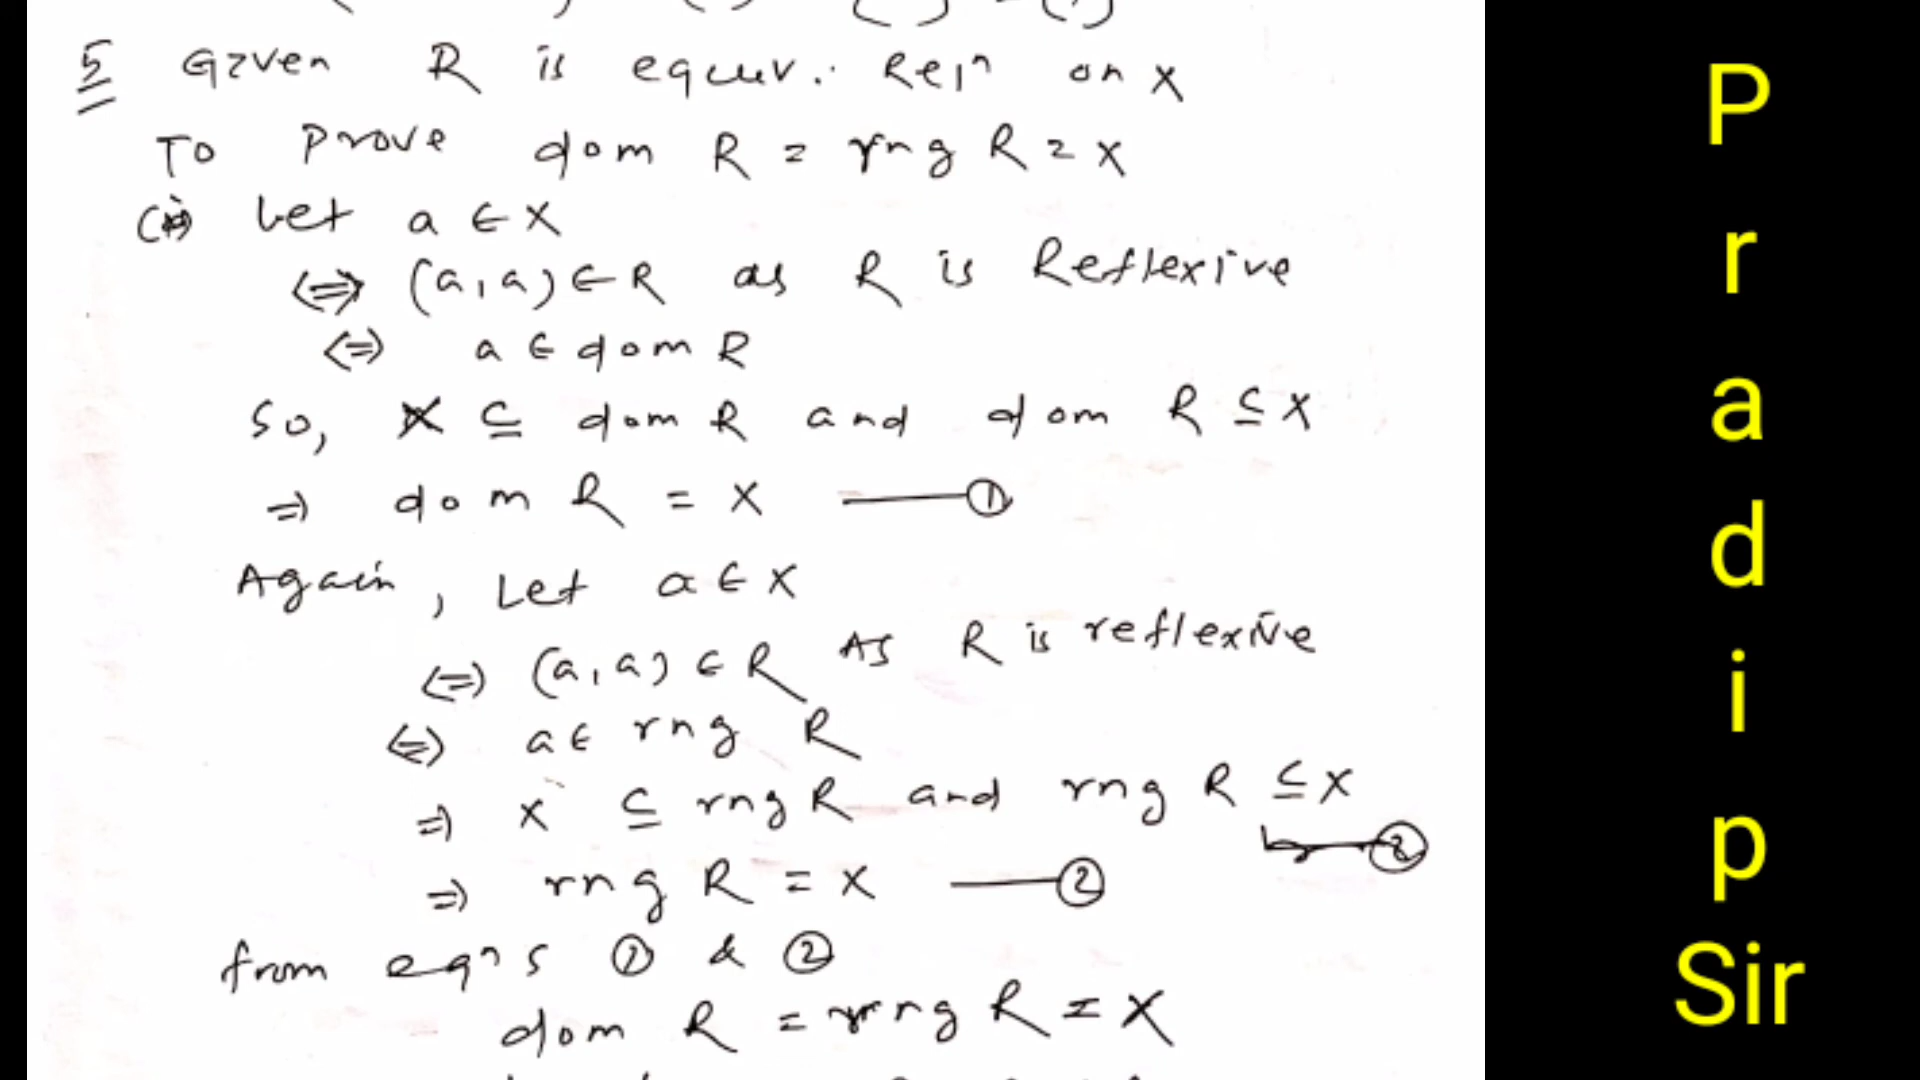 5 Given R is equiv. Relⁿ on X
To prove dom R = rng R = X
(i) Let a ∈ X
⇔ (a, a) ∈ R as R is Reflexive
⇔ a ∈ dom R
So, X ⊆ dom R and dom R ⊆ X
⇒ dom R = X —— ①
Again, Let a ∈ X
⇔ (a, a) ∈ R As R is reflexive
⇔ a ∈ rng R
⇒ X ⊆ rng R and rng R ⊆ X
⇒ rng R = X —— ②
from eqⁿs ① & ②
dom R = rng R = X
P
r
a
d
i
p
Sir